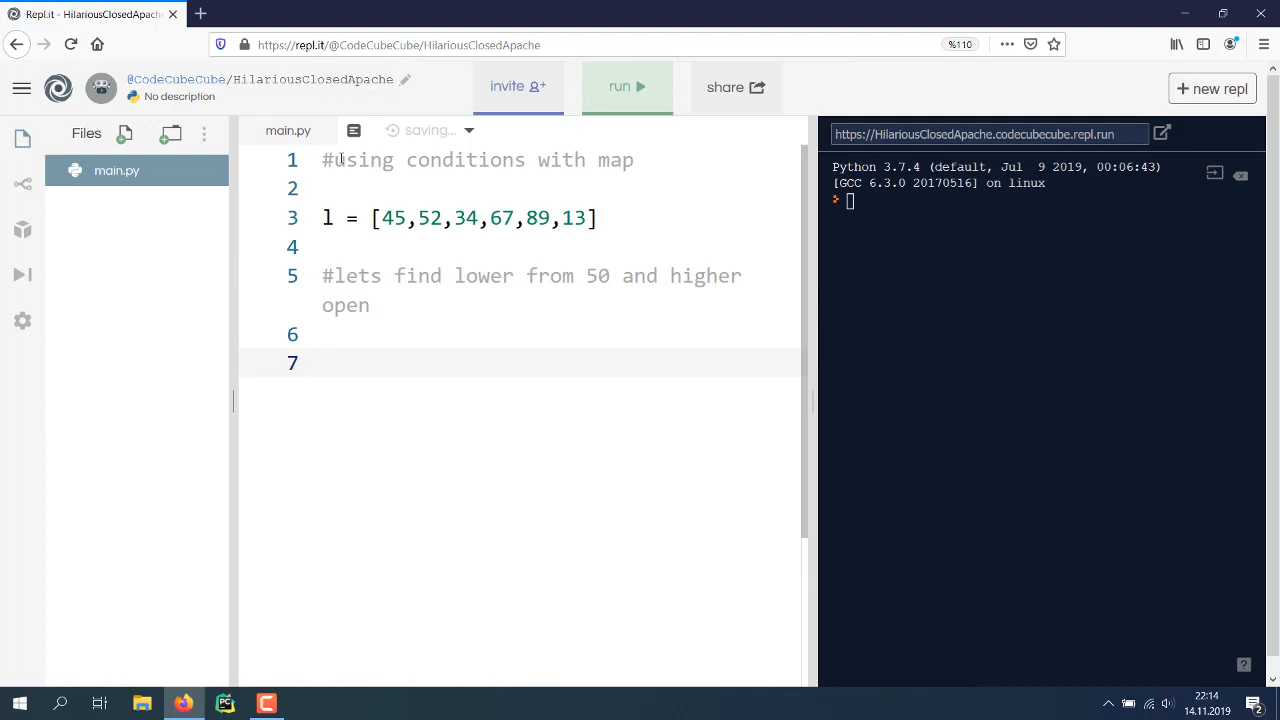 Repl.it - HilariousClosedApache
https://repl.it/@CodeCubeCube/HilariousClosedApache
%110
@CodeCubeCube/HilariousClosedApache
No description
invite
run
share
+ new repl
Files
main.py
saving...
main.py
1 #using conditions with map
2
3 l = [45,52,34,67,89,13]
4
5 #lets find lower from 50 and higher
open
6
7
https://HilariousClosedApache.codecubecube.repl.run
Python 3.7.4 (default, Jul  9 2019, 00:06:43)
[GCC 6.3.0 20170516] on linux
?
PC
C
22:14
14.11.2019
2